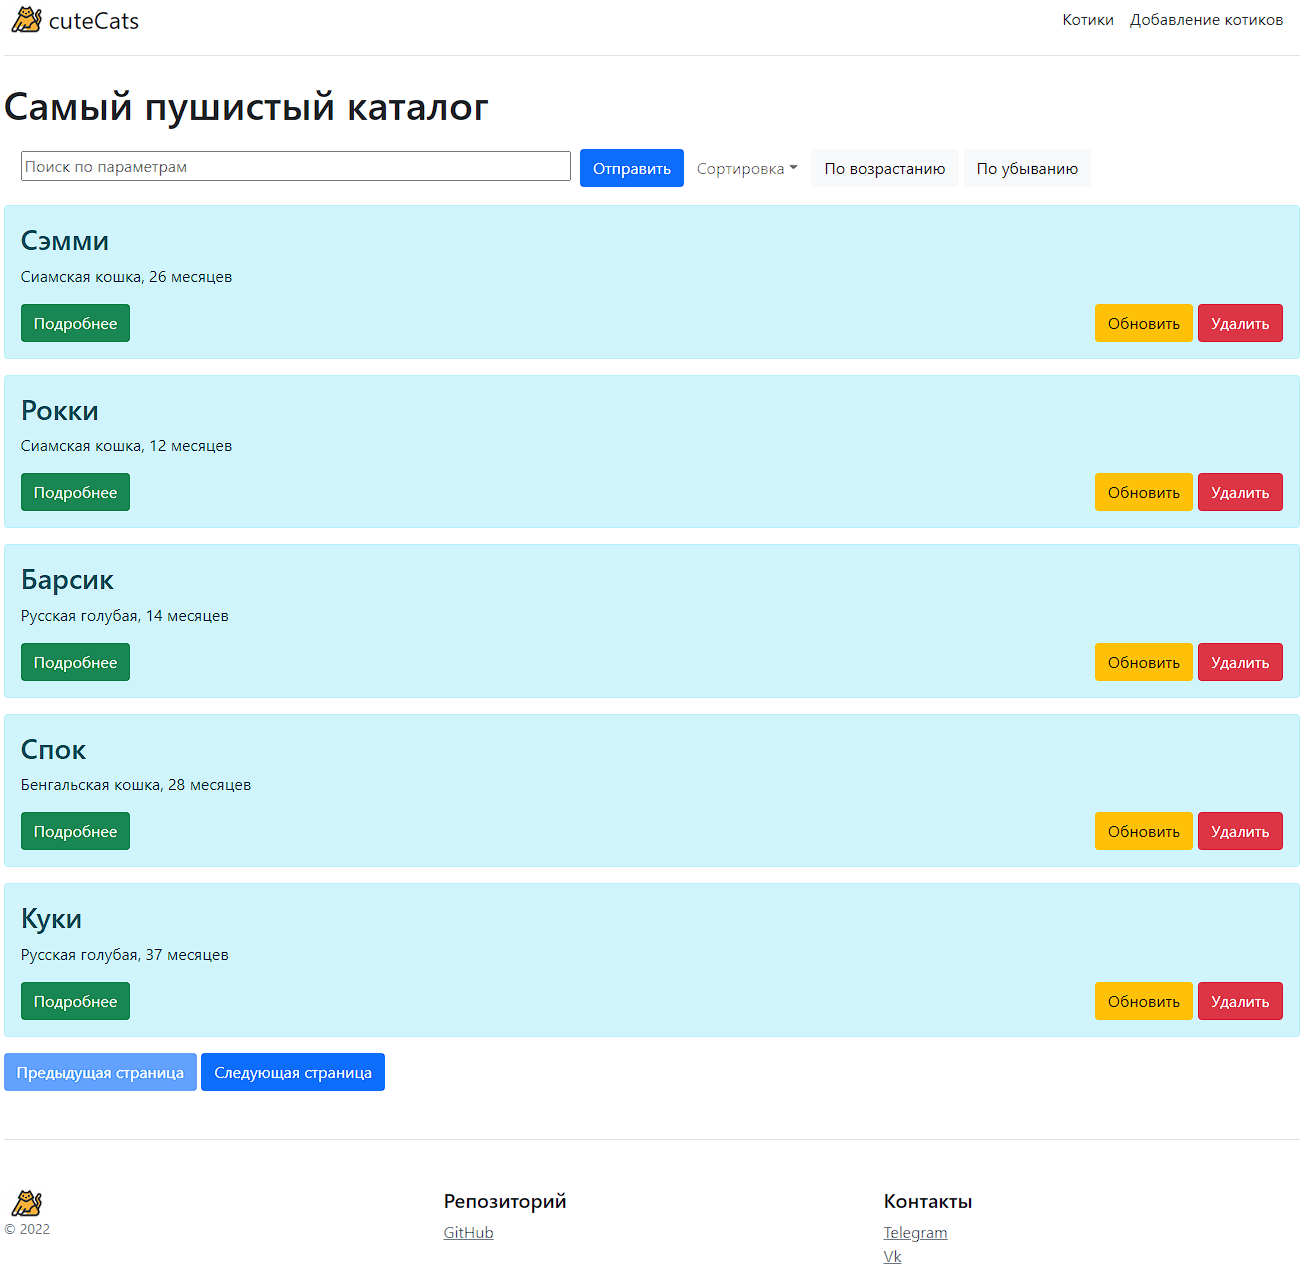 cuteCats
Котики Добавление котиков
Самый пушистый каталог
Поиск по параметрам Отправить Сортировка По возрастанию По убыванию
Сэмми
Сиамская кошка, 26 месяцев
Подробнее Обновить Удалить
Рокки
Сиамская кошка, 12 месяцев
Подробнее Обновить Удалить
Барсик
Русская голубая, 14 месяцев
Подробнее Обновить Удалить
Спок
Бенгальская кошка, 28 месяцев
Подробнее Обновить Удалить
Куки
Русская голубая, 37 месяцев
Подробнее Обновить Удалить
Предыдущая страница Следующая страница
© 2022
Репозиторий
GitHub
Контакты
Telegram
Vk